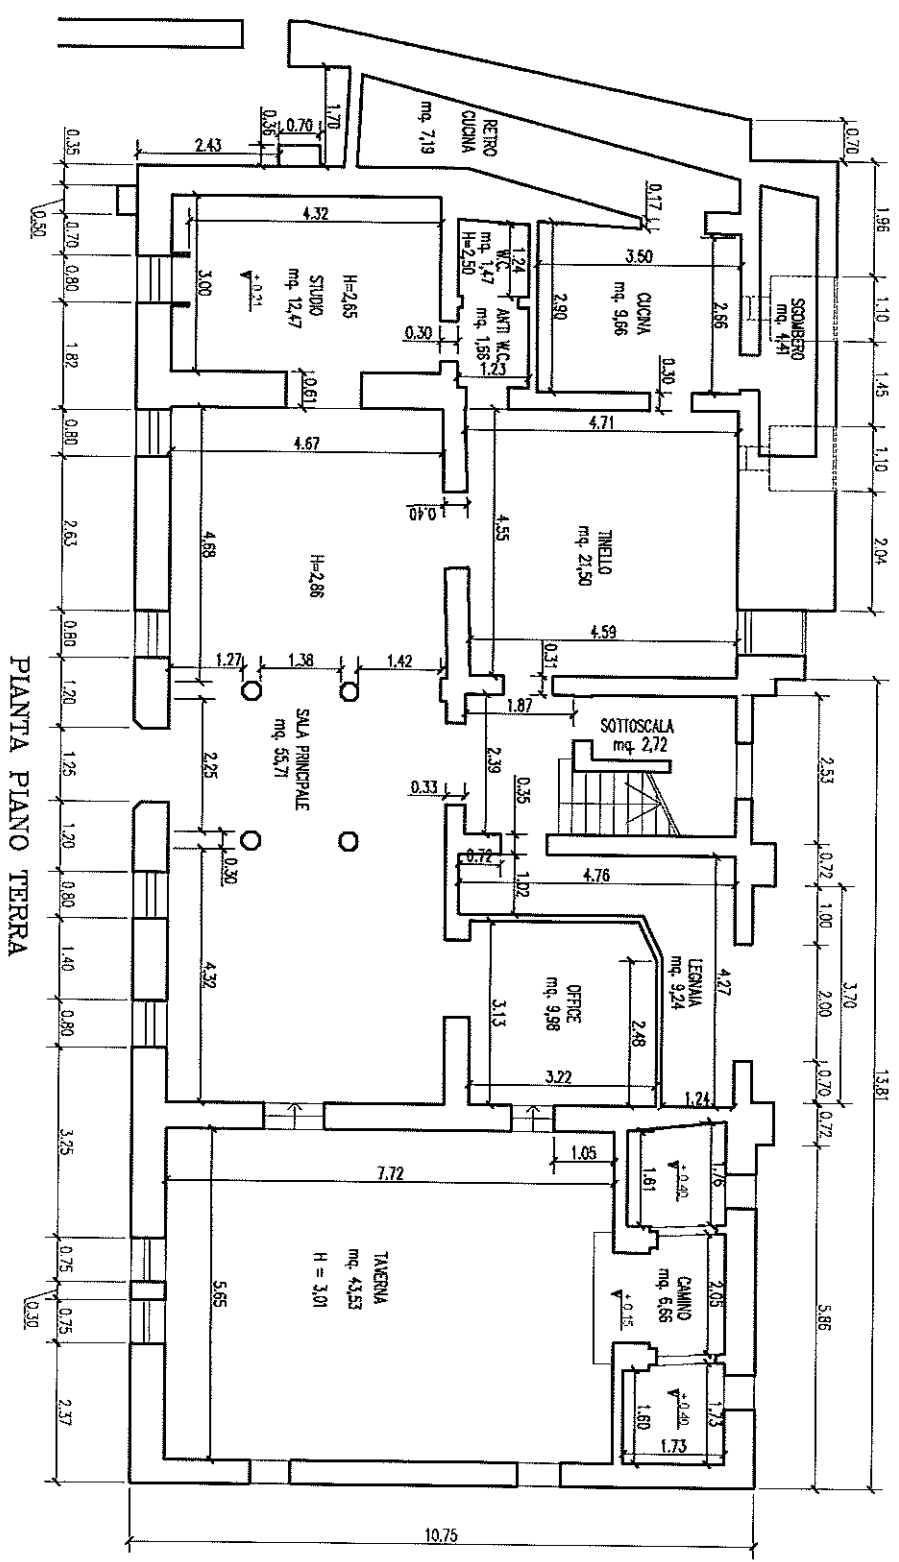 RETRO
CUCINA
mq. 7,19
SGOMBERO
mq. 4,41
CUCINA
mq. 9,66
W.C.
mq. 1,47
H=2,50
ANTI W.C.
mq. 1,68
STUDIO
mq. 12,47
H=2,65
+0.21
TINELLO
mq. 21,50
H=2,86
SALA PRINCIPALE
mq. 55,71
SOTTOSCALA
mq. 2,72
LEGNAIA
mq. 9,24
OFFICE
mq. 9,98
TAVERNA
mq. 43,53
H = 3,01
CAMINO
mq. 6,66
+0.40
+0.15
+0.40
0.70
1.96
1.10
1.45
1.10
2.04
13.81
2.53
0.72
1.00
2.00
0.70
0.72
3.70
5.86
1.70
0.70
0.36
2.43
4.32
3.00
1.24
0.17
3.50
2.90
2.66
0.30
1.23
0.30
0.61
4.67
4.68
0.40
4.71
4.55
4.59
0.31
1.87
1.27
1.38
1.42
2.25
2.39
0.33
0.35
0.72
1.02
4.76
0.30
4.32
3.13
2.48
4.27
3.22
1.24
1.05
7.72
5.65
1.61
1.76
2.05
1.60
1.73
1.73
0.35
0.50
0.70
0.80
1.82
0.80
2.63
0.80
1.20
1.25
1.20
0.80
1.40
0.80
3.25
0.75
0.30
0.75
2.37
10.75
PIANTA PIANO TERRA